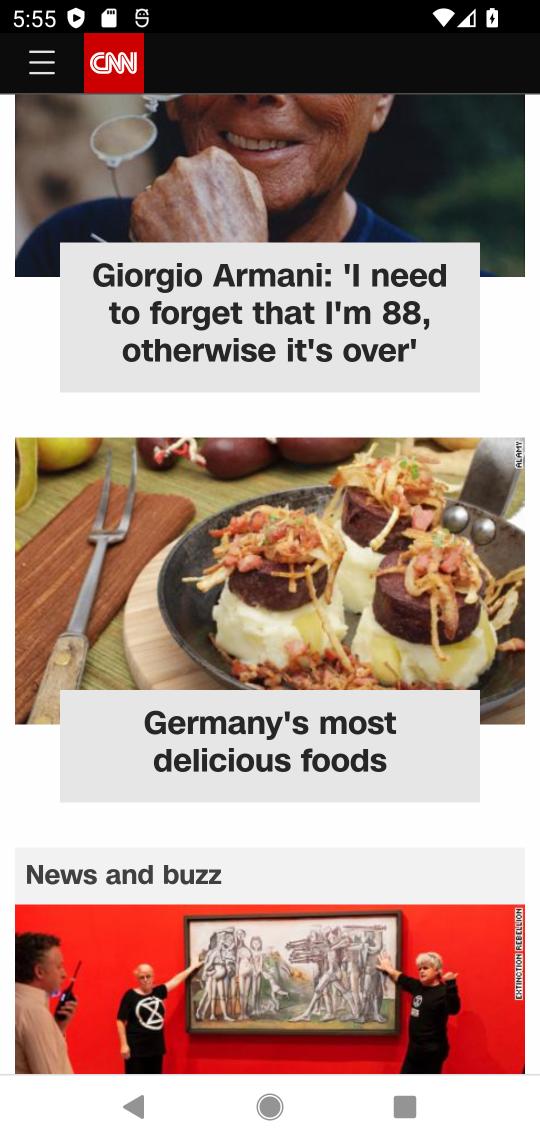 5:55
CNN
Giorgio Armani: 'I need
to forget that I'm 88,
otherwise it's over'
ALAMY
Germany's most
delicious foods
News and buzz
EXTINCTION REBELLION